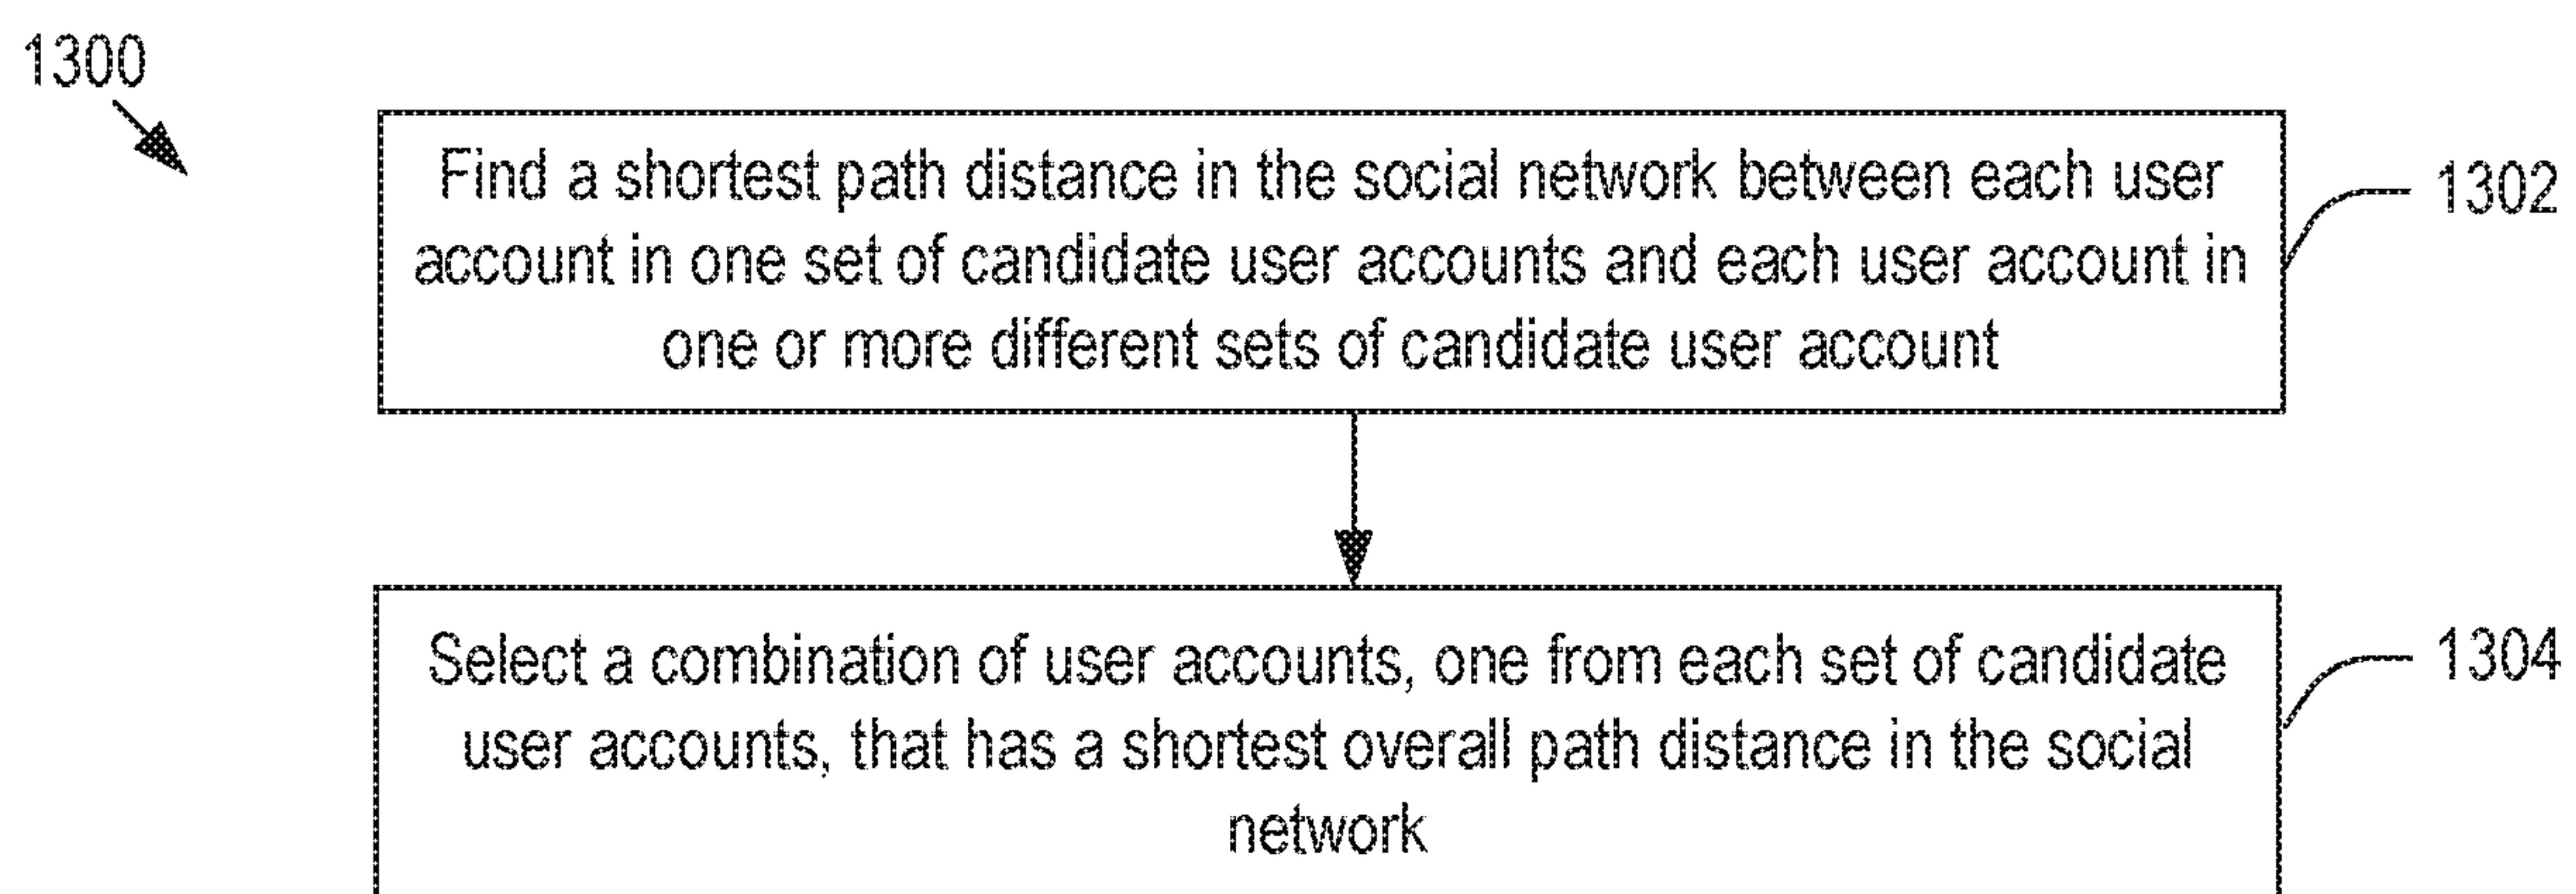 1300
Find a shortest path distance in the social network between each user
account in one set of candidate user accounts and each user account in
one or more different sets of candidate user account
1302
Select a combination of user accounts, one from each set of candidate
user accounts, that has a shortest overall path distance in the social
network
1304